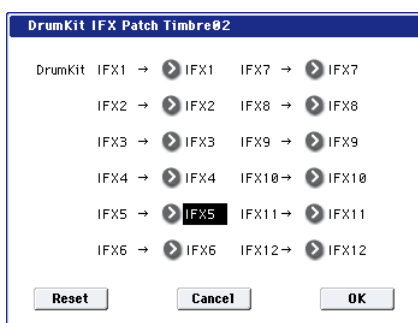 DrumKit IFX Patch Timbre02
DrumKit IFX1 → IFX1 IFX7 → IFX7
IFX2 → IFX2 IFX8 → IFX8
IFX3 → IFX3 IFX9 → IFX9
IFX4 → IFX4 IFX10→ IFX10
IFX5 → IFX5 IFX11→ IFX11
IFX6 → IFX6 IFX12→ IFX12
Reset Cancel OK